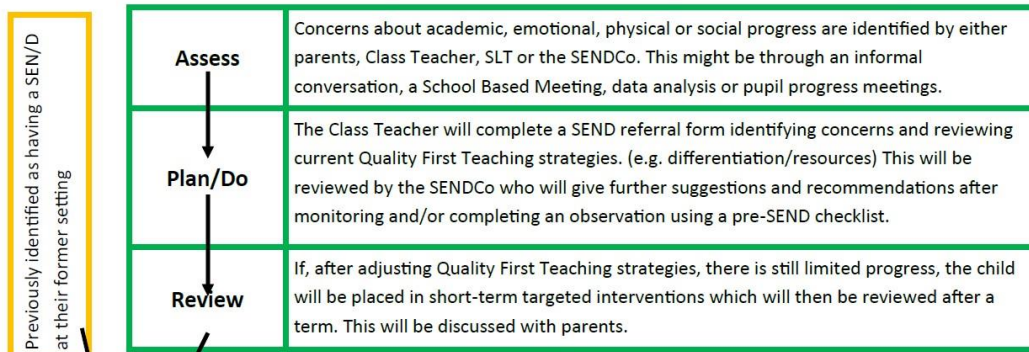 Previously identified as having a SEN/D
at their former setting
Assess
Concerns about academic, emotional, physical or social progress are identified by either
parents, Class Teacher, SLT or the SENDCo. This might be through an informal
conversation, a School Based Meeting, data analysis or pupil progress meetings.
Plan/Do
The Class Teacher will complete a SEND referral form identifying concerns and reviewing
current Quality First Teaching strategies. (e.g. differentiation/resources) This will be
reviewed by the SENDCo who will give further suggestions and recommendations after
monitoring and/or completing an observation using a pre-SEND checklist.
Review
If, after adjusting Quality First Teaching strategies, there is still limited progress, the child
will be placed in short-term targeted interventions which will then be reviewed after a
term. This will be discussed with parents.